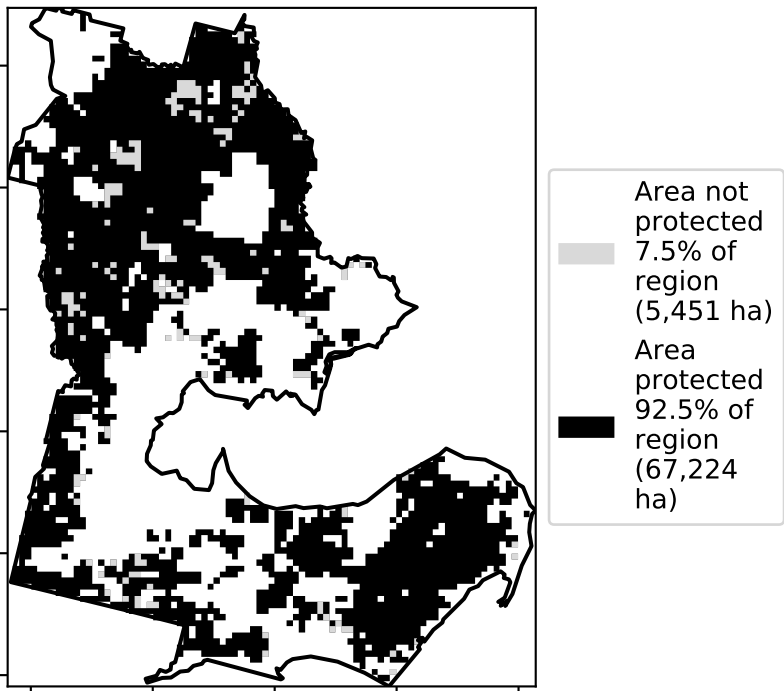 Area not
protected
7.5% of
region
(5,451 ha)
Area
protected
92.5% of
region
(67,224
ha)